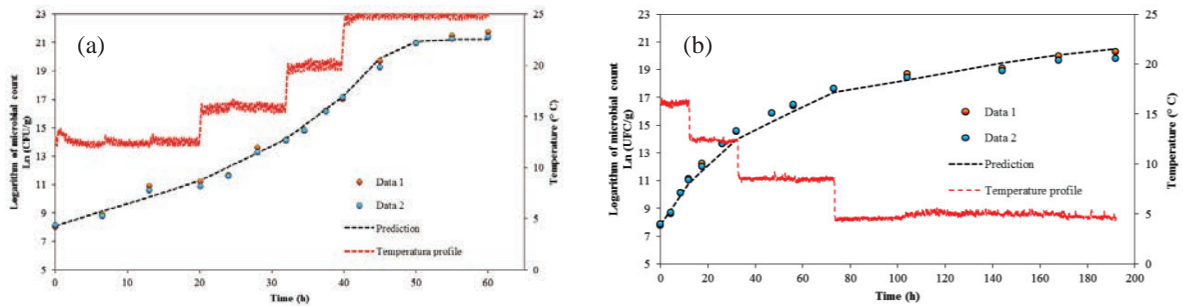 (a)
Logarithm of microbial count
Ln (CFU/g)
23
21
19
17
15
13
11
9
7
5
0
10
20
30
40
50
60
70
Time (h)
25
20
15
10
5
0
Temperature (° C)
Data 1
Data 2
Prediction
Temperatura profile
(b)
Logarithm of microbial count
Ln (UFC/g)
23
21
19
17
15
13
11
9
7
5
0
20
40
60
80
100
120
140
160
180
200
Time (h)
25
20
15
10
5
0
Temperature (° C)
Data 1
Data 2
Prediction
Temperature profile